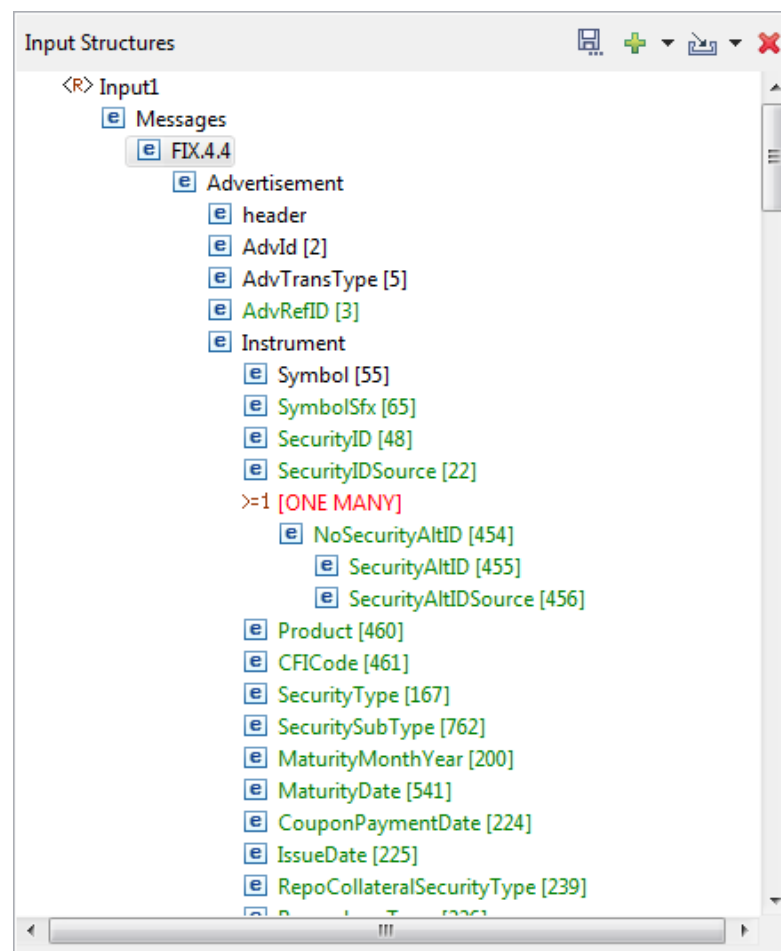 Input Structures
<R> Input1
e Messages
e FIX.4.4
e Advertisement
e header
e AdvId [2]
e AdvTransType [5]
e AdvRefID [3]
e Instrument
e Symbol [55]
e SymbolSfx [65]
e SecurityID [48]
e SecurityIDSource [22]
>=1 [ONE MANY]
e NoSecurityAltID [454]
e SecurityAltID [455]
e SecurityAltIDSource [456]
e Product [460]
e CFICode [461]
e SecurityType [167]
e SecuritySubType [762]
e MaturityMonthYear [200]
e MaturityDate [541]
e CouponPaymentDate [224]
e IssueDate [225]
e RepoCollateralSecurityType [239]